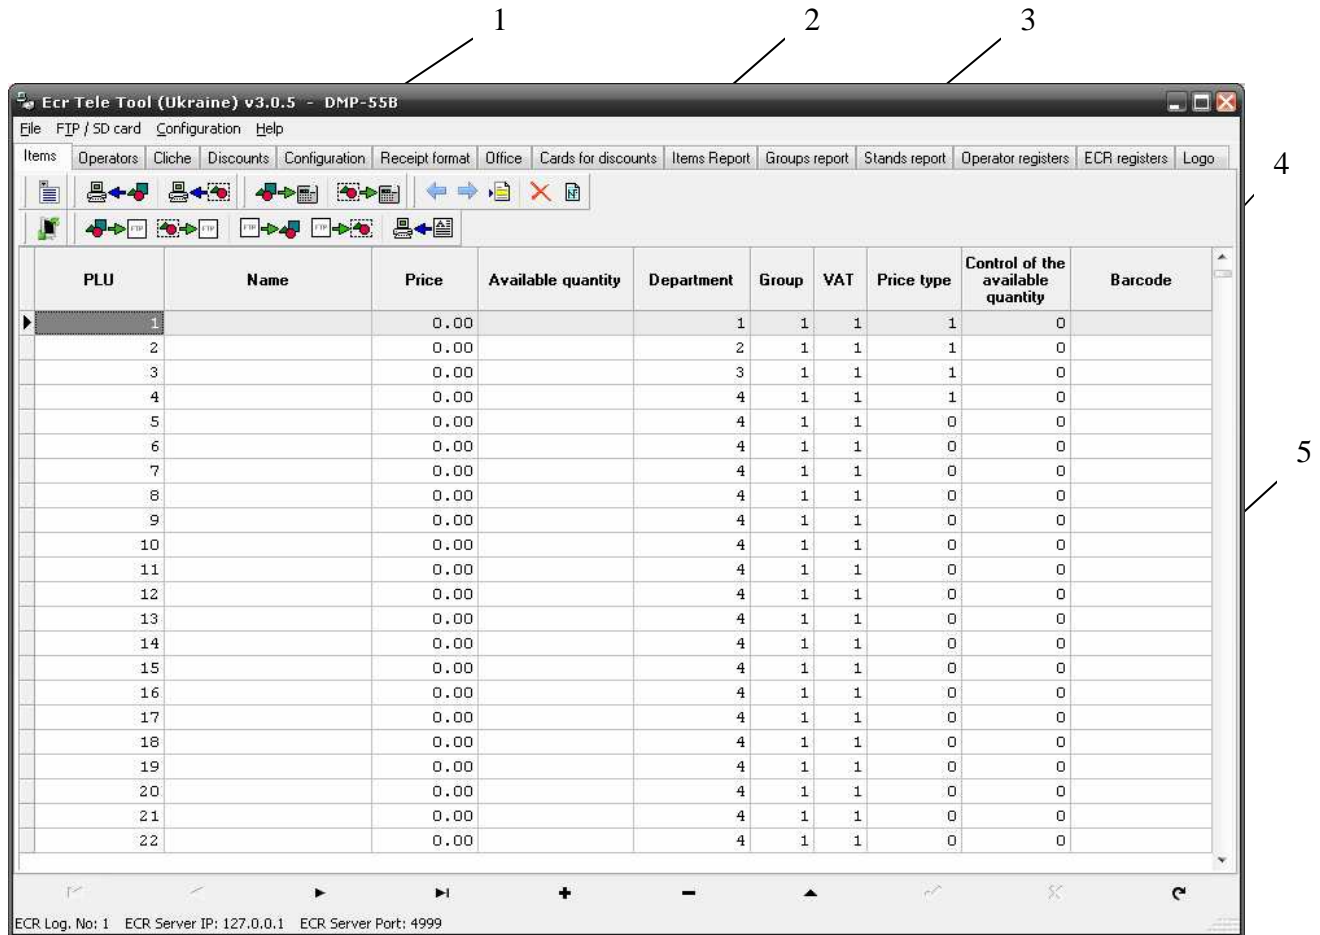 1 2 3
Ecr Tele Tool (Ukraine) v3.0.5 - DMP-55B
File FTP / SD card Configuration Help
Items Operators Cliche Discounts Configuration Receipt format Office Cards for discounts Items Report Groups report Stands report Operator registers ECR registers Logo
4
FTP FTP FTP FTP
PLU Name Price Available quantity Department Group VAT Price type Control of the available quantity Barcode
1 0.00 1 1 1 1 0
2 0.00 2 1 1 1 0
3 0.00 3 1 1 1 0
4 0.00 4 1 1 1 0
5 0.00 4 1 1 0 0
6 0.00 4 1 1 0 0
5
7 0.00 4 1 1 0 0
8 0.00 4 1 1 0 0
9 0.00 4 1 1 0 0
10 0.00 4 1 1 0 0
11 0.00 4 1 1 0 0
12 0.00 4 1 1 0 0
13 0.00 4 1 1 0 0
14 0.00 4 1 1 0 0
15 0.00 4 1 1 0 0
16 0.00 4 1 1 0 0
17 0.00 4 1 1 0 0
18 0.00 4 1 1 0 0
19 0.00 4 1 1 0 0
20 0.00 4 1 1 0 0
21 0.00 4 1 1 0 0
22 0.00 4 1 1 0 0
ECR Log. No: 1 ECR Server IP: 127.0.0.1 ECR Server Port: 4999